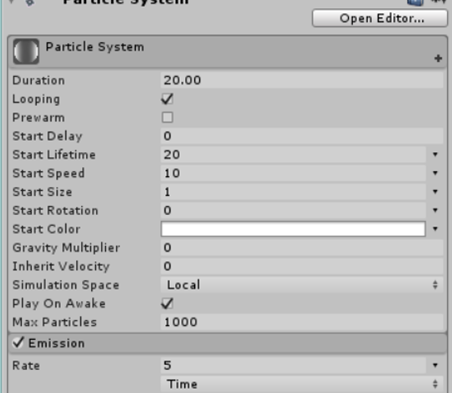 Particle System
Open Editor...
Particle System
+
Duration 20.00
Looping
Prewarm
Start Delay 0
Start Lifetime 20
Start Speed 10
Start Size 1
Start Rotation 0
Start Color
Gravity Multiplier 0
Inherit Velocity 0
Simulation Space Local
Play On Awake
Max Particles 1000
Emission
Rate 5
Time